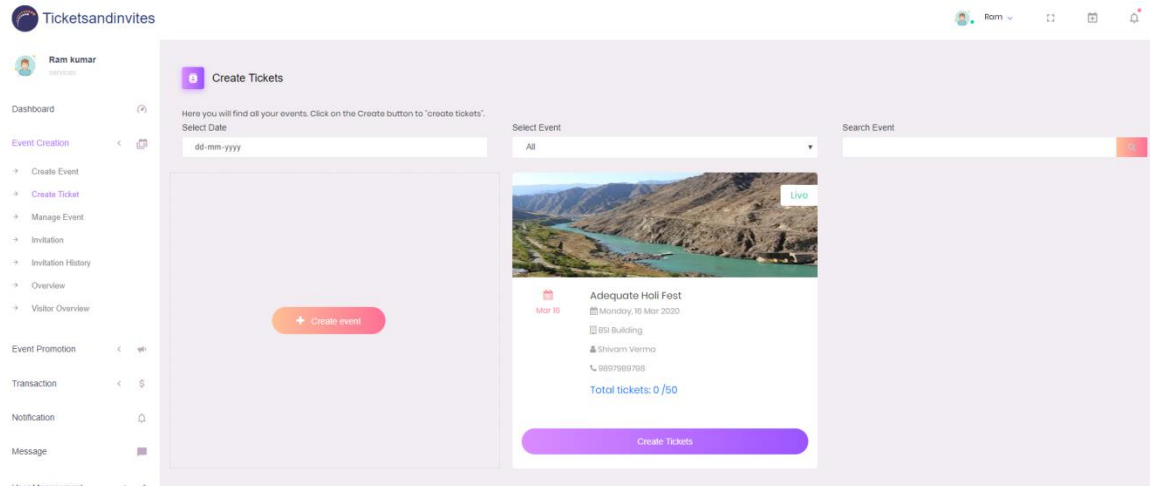 Ticketsandinvites
Ram
Ram kumar
services
Dashboard
Event Creation
Create Event
Create Ticket
Manage Event
Invitation
Invitation History
Overview
Visitor Overview
Event Promotion
Transaction
Notification
Message
Create Tickets
Here you will find all your events. Click on the Create button to "create tickets".
Select Date
dd-mm-yyyy
Select Event
All
Search Event
Create event
Live
Mar 16
Adequate Holi Fest
Monday, 16 Mar 2020
BSI Building
Shivam Verma
9897989798
Total tickets: 0 /50
Create Tickets